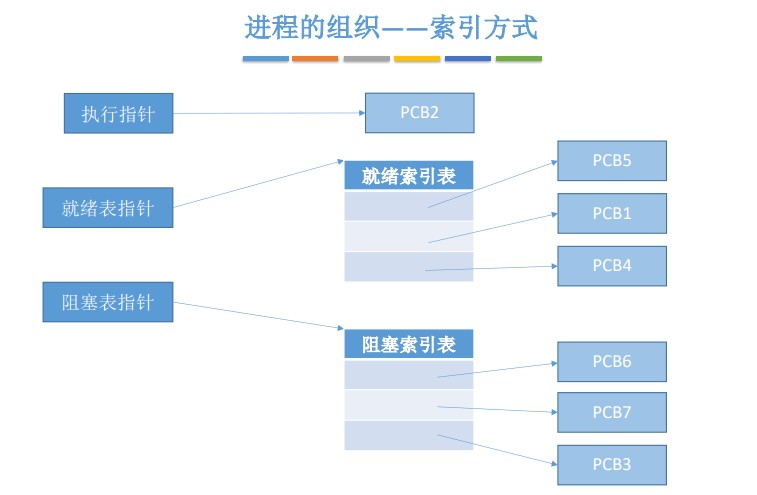 进程的组织——索引方式
执行指针
PCB2
就绪表指针
就绪索引表
PCB5
PCB1
PCB4
阻塞表指针
阻塞索引表
PCB6
PCB7
PCB3